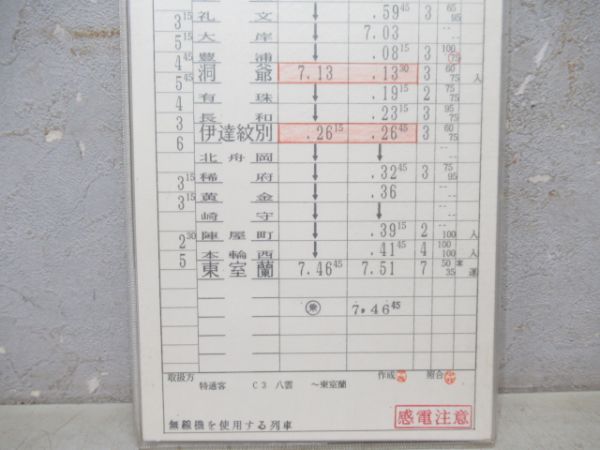 3 15 礼文 ↓ .59 45 3 65 95
5 15 大岸 ↓ 7.03
4 45 豊浦 ↓ .08 15 3 100 75
5 45 洞爺 7.13 .13 30 3 60 75 入
4 有珠 ↓ .19 15 2 75 75
3 長和 ↓ .23 15 3 95 75
6 伊達紋別 .26 15 .26 45 3 60 75
北舟岡 ↓ ↓
3 15 稀府 ↓ .32 45 3 75 95
3 15 黄金 ↓ .36
崎守 ↓ ↓
2 30 陣屋町 ↓ .39 15 2 100 入
5 本輪西 ↓ .41 45 4 100 100 入
東室蘭 7.46 45 7.51 7 50 35
乗 7.46 45
取扱方 作成 照合
特通客 C3 八雲 〜東室蘭
無線機を使用する列車 感電注意